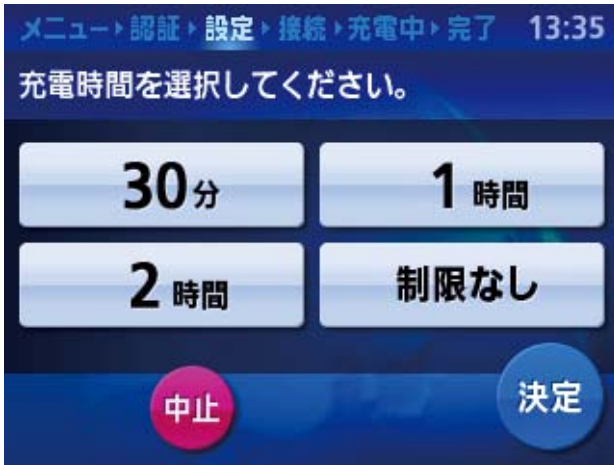 メニュー▶認証▶設定▶接続▶充電中▶完了 13:35
充電時間を選択してください。
30分 1時間
2時間 制限なし
中止 決定